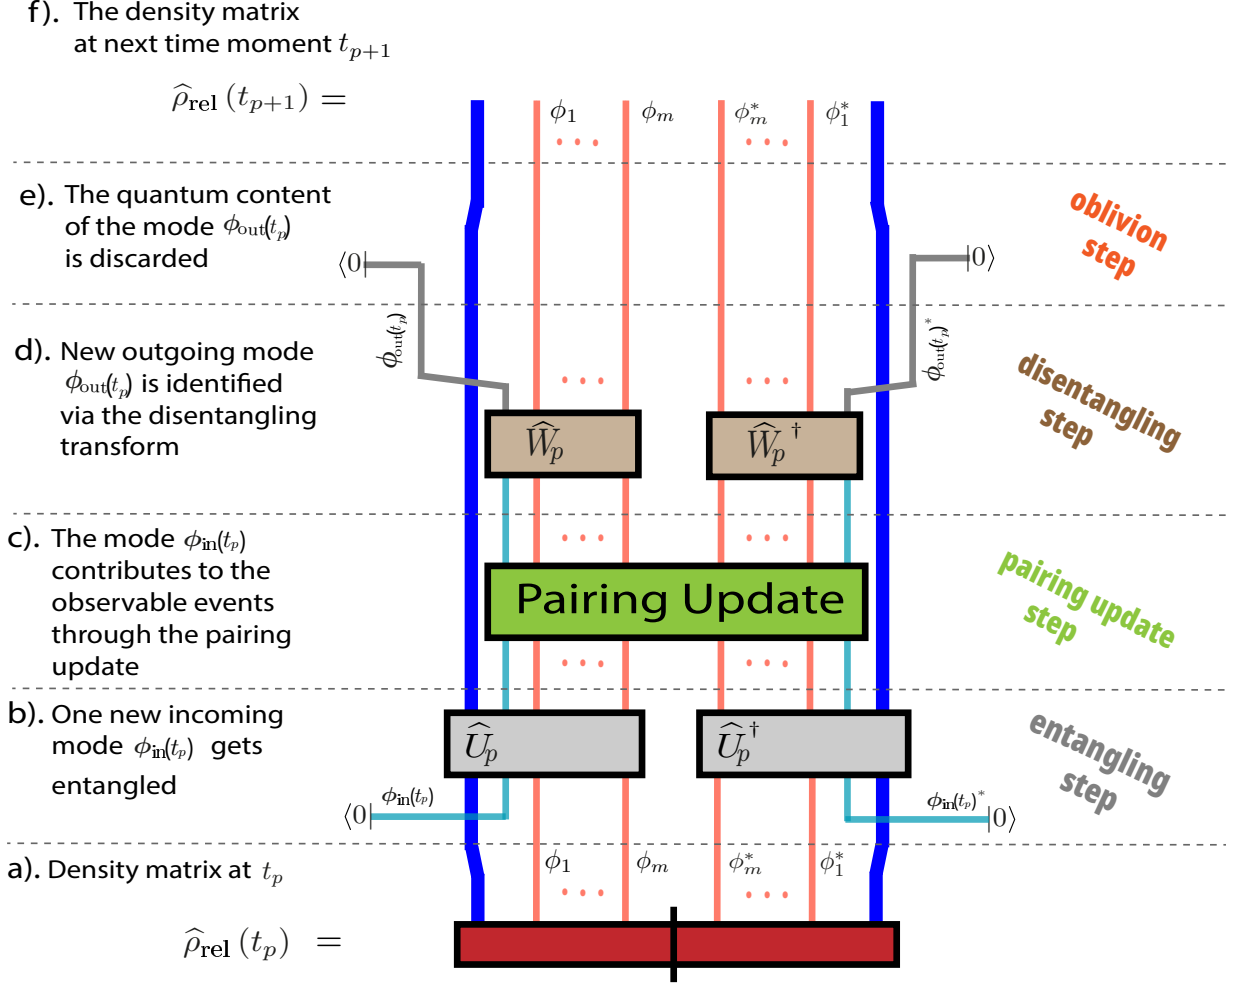 f). The density matrix
at next time moment t_{p+1}
ρ̂_rel (t_{p+1}) =
ϕ_1
ϕ_m
ϕ_m^*
ϕ_1^*
e). The quantum content
of the mode ϕ_out(t_p)
is discarded
oblivion
step
⟨0|
|0⟩
d). New outgoing mode
ϕ_out(t_p) is identified
via the disentangling
transform
ϕ_out(t_p)
ϕ_out(t_p)^*
Ŵ_p
Ŵ_p^†
disentangling
step
c). The mode ϕ_in(t_p)
contributes to the
observable events
through the pairing
update
Pairing Update
pairing update
step
b). One new incoming
mode ϕ_in(t_p) gets
entangled
Û_p
Û_p^†
entangling
step
⟨0|
ϕ_in(t_p)
ϕ_in(t_p)^*
|0⟩
a). Density matrix at t_p
ϕ_1
ϕ_m
ϕ_m^*
ϕ_1^*
ρ̂_rel (t_p) =